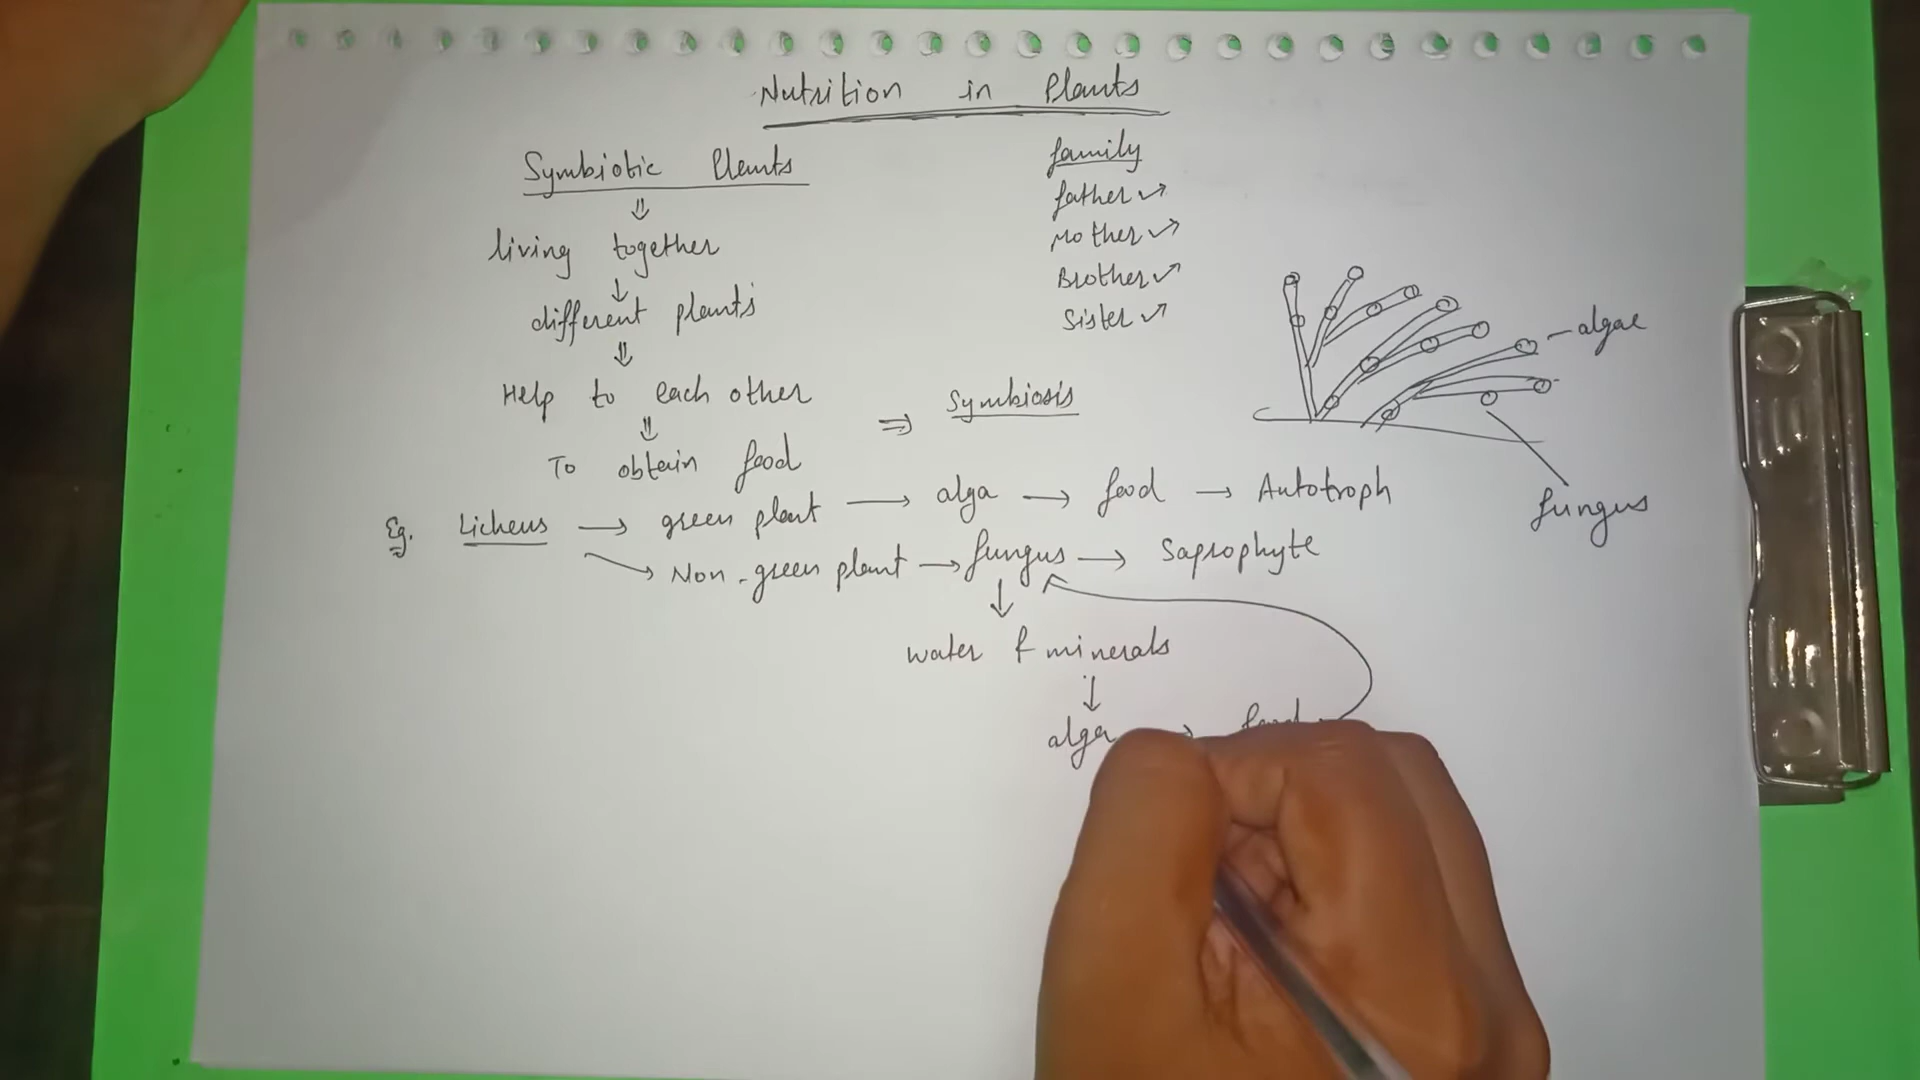 Nutrition in Plants
Symbiotic Plants
⇓
living together
↓
different plants
⇓
Help to each other
⇓
To obtain food
⇒ Symbiosis
family
father ✓
Mother ✓
Brother ✓
Sister ✓
algae
fungus
Eg. Lichens → green plant → alga → food → Autotroph
→ Non-green plant → fungus → Saprophyte
↓
water & minerals
↓
alga → food